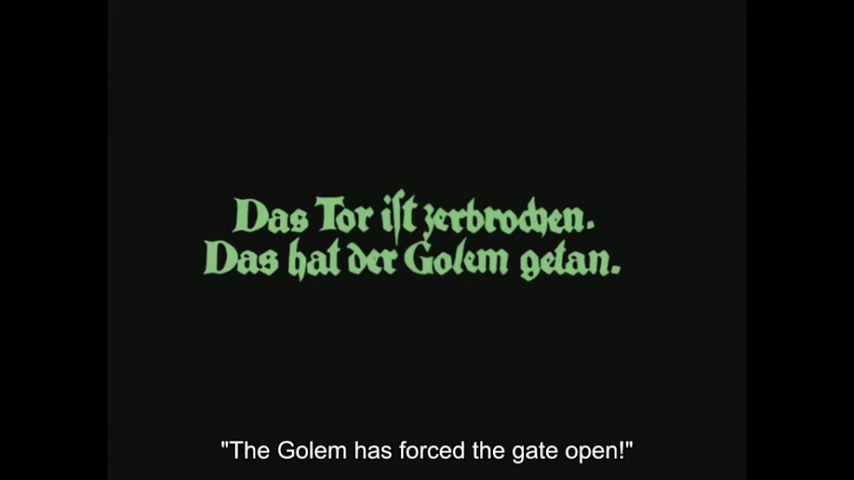 Das Tor iſt zerbrochen.
Das hat der Golem getan.
"The Golem has forced the gate open!"